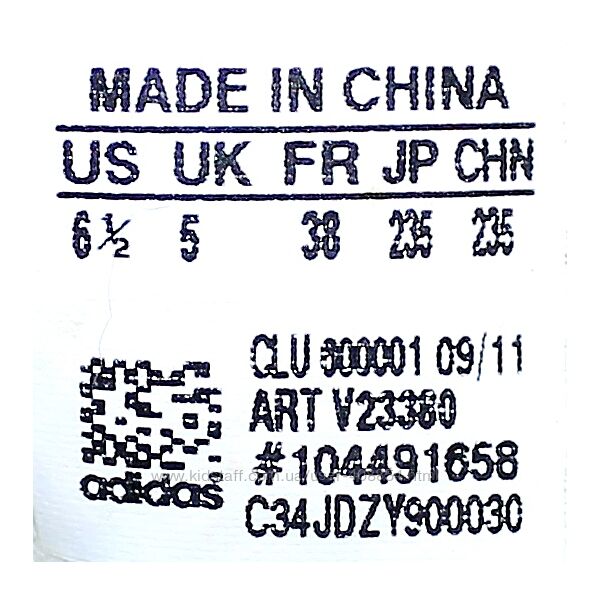 MADE IN CHINA
US UK FR JP CHN
6 ½ 5 38 235 235
CLU 600001 09/11
ART V23380
#104491658
adidas
C34JDZY900030